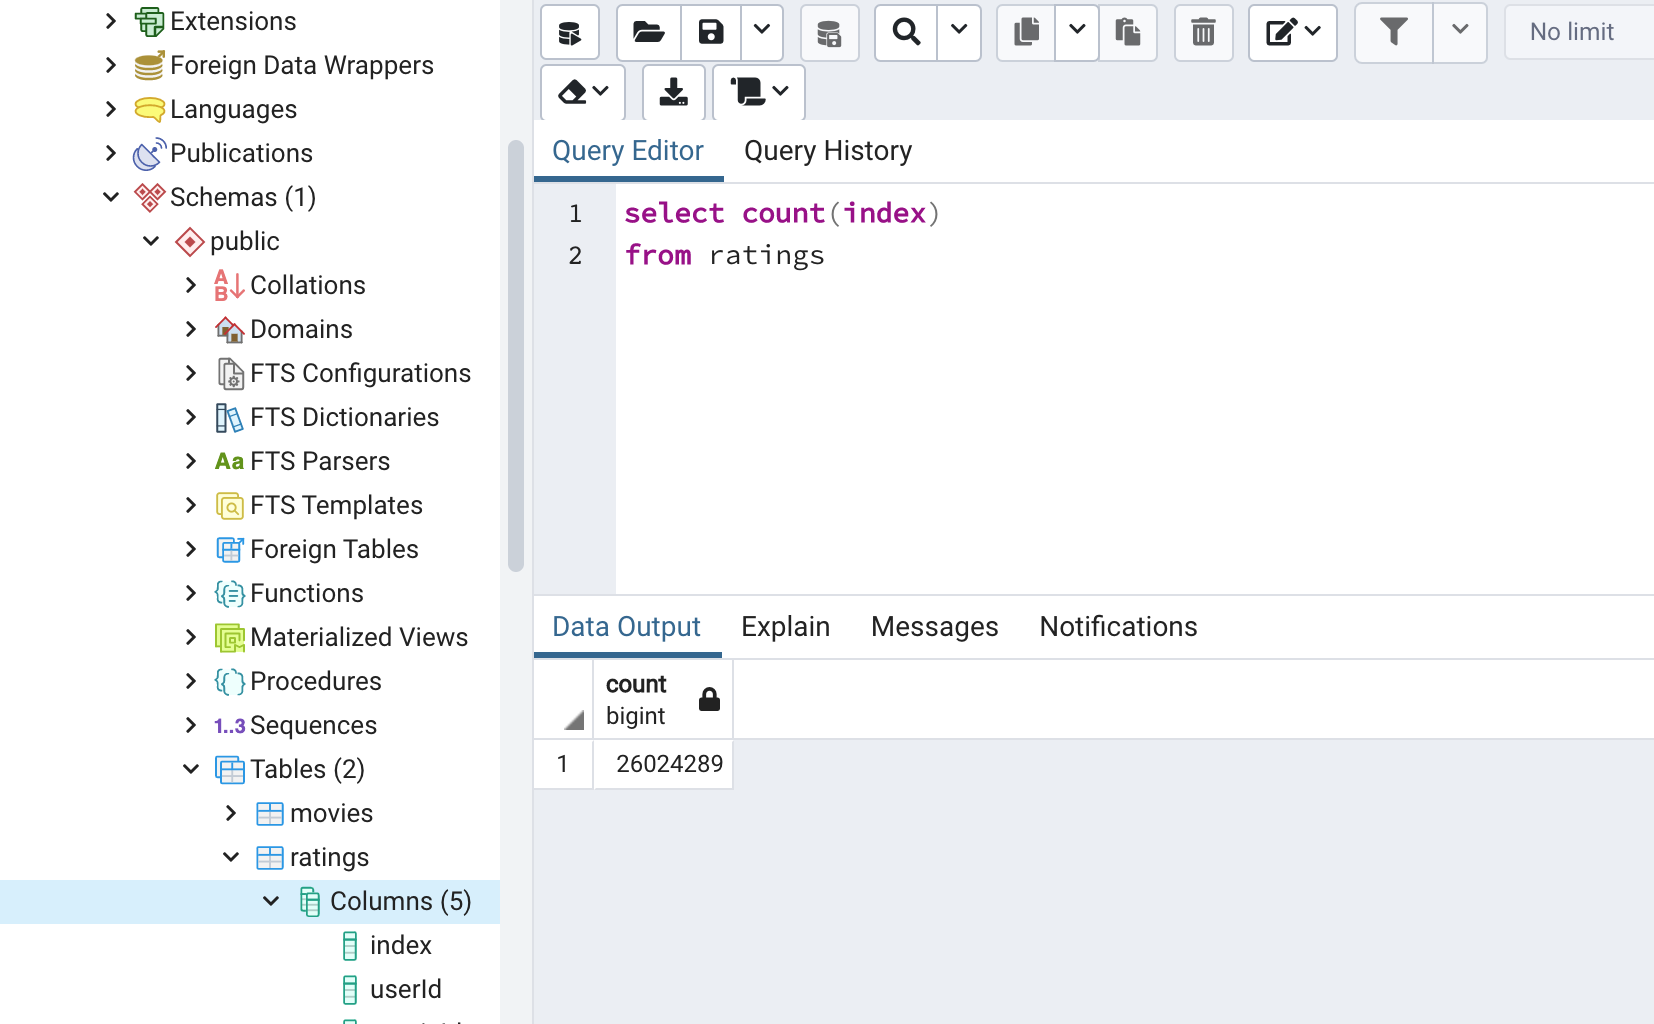 Extensions
Foreign Data Wrappers
Languages
Publications
Schemas (1)
public
Collations
Domains
FTS Configurations
FTS Dictionaries
Aa FTS Parsers
FTS Templates
Foreign Tables
Functions
Materialized Views
Procedures
1..3 Sequences
Tables (2)
movies
ratings
Columns (5)
index
userId
No limit
Query Editor Query History
1 select count(index)
2 from ratings
Data Output Explain Messages Notifications
count
bigint
1 26024289